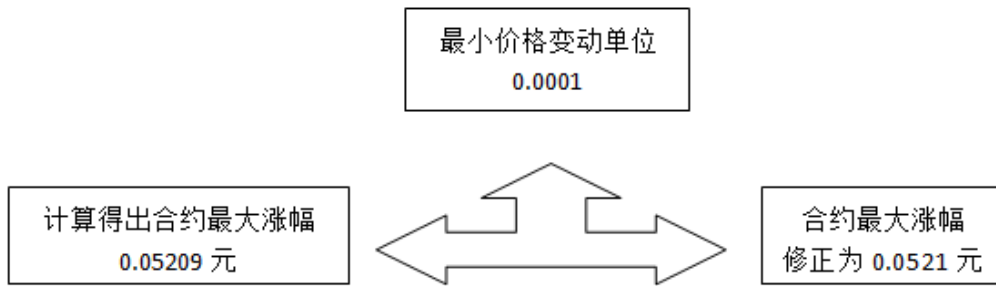 最小价格变动单位
0.0001
计算得出合约最大涨幅
0.05209 元
合约最大涨幅
修正为 0.0521 元